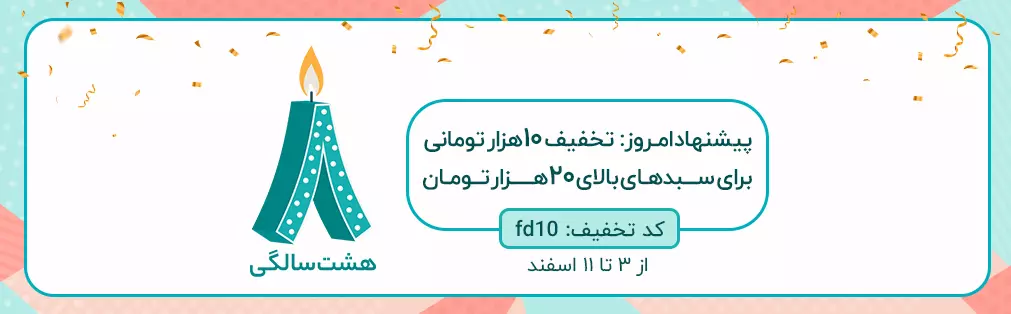 پیشنهاد امروز: تخفیف ۱۰ هزار تومانی
برای سبدهای بالای ۲۰ هزار تومان
کد تخفیف: fd10
از ۳ تا ۱۱ اسفند
۸
هشت‌سالگی